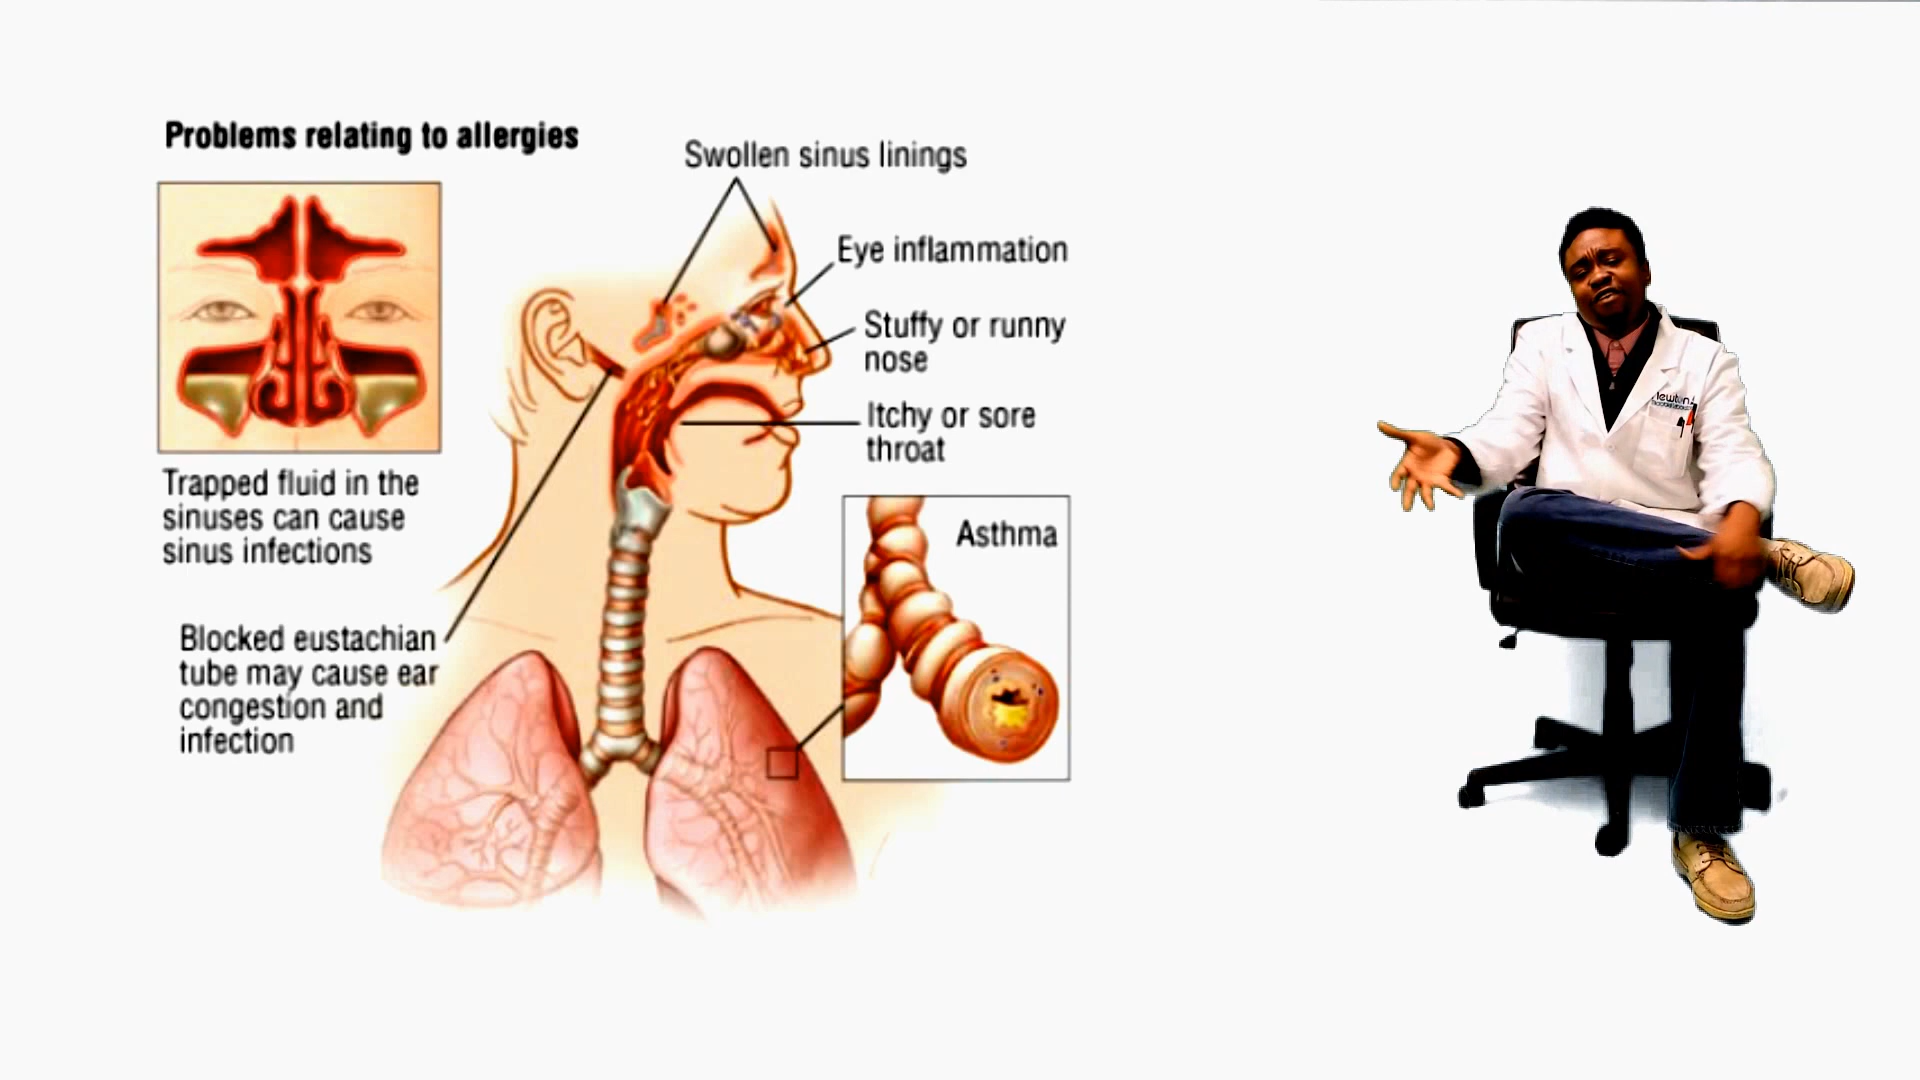 Problems relating to allergies
Swollen sinus linings
Eye inflammation
Stuffy or runny
nose
Itchy or sore
throat
Asthma
Trapped fluid in the
sinuses can cause
sinus infections
Blocked eustachian
tube may cause ear
congestion and
infection